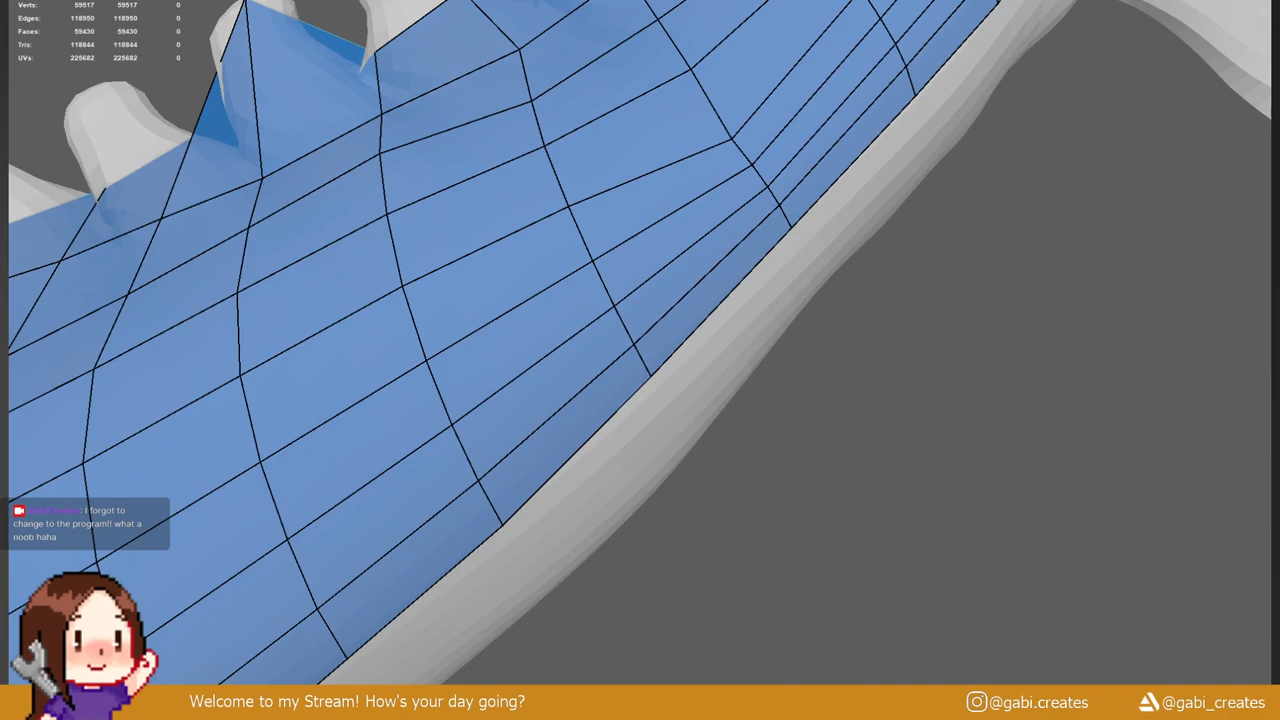 Verts: 59517 59517 0
Edges: 118950 118950 0
Faces: 59430 59430 0
Tris: 118844 118844 0
UVs: 225682 225682 0
: I forgot to
change to the program!! what a
noob haha
Welcome to my Stream! How's your day going?
@gabi.creates
@gabi_creates